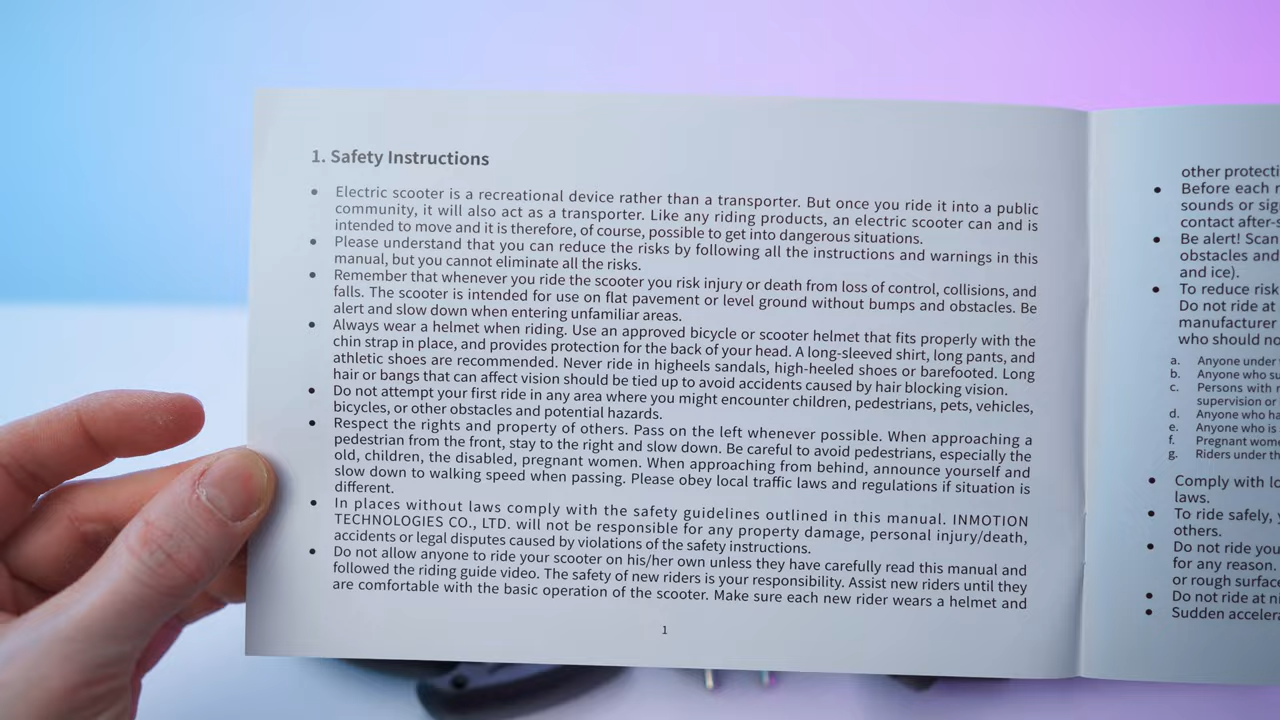 1. Safety Instructions
• Electric scooter is a recreational device rather than a transporter. But once you ride it into a public
community, it will also act as a transporter. Like any riding products, an electric scooter can and is
intended to move and it is therefore, of course, possible to get into dangerous situations.
• Please understand that you can reduce the risks by following all the instructions and warnings in this
manual, but you cannot eliminate all the risks.
• Remember that whenever you ride the scooter you risk injury or death from loss of control, collisions, and
falls. The scooter is intended for use on flat pavement or level ground without bumps and obstacles. Be
alert and slow down when entering unfamiliar areas.
• Always wear a helmet when riding. Use an approved bicycle or scooter helmet that fits properly with the
chin strap in place, and provides protection for the back of your head. A long-sleeved shirt, long pants, and
athletic shoes are recommended. Never ride in higheels sandals, high-heeled shoes or barefooted. Long
hair or bangs that can affect vision should be tied up to avoid accidents caused by hair blocking vision.
• Do not attempt your first ride in any area where you might encounter children, pedestrians, pets, vehicles,
bicycles, or other obstacles and potential hazards.
• Respect the rights and property of others. Pass on the left whenever possible. When approaching a
pedestrian from the front, stay to the right and slow down. Be careful to avoid pedestrians, especially the
old, children, the disabled, pregnant women. When approaching from behind, announce yourself and
slow down to walking speed when passing. Please obey local traffic laws and regulations if situation is
different.
• In places without laws comply with the safety guidelines outlined in this manual. INMOTION
TECHNOLOGIES CO., LTD. will not be responsible for any property damage, personal injury/death,
accidents or legal disputes caused by violations of the safety instructions.
• Do not allow anyone to ride your scooter on his/her own unless they have carefully read this manual and
followed the riding guide video. The safety of new riders is your responsibility. Assist new riders until they
are comfortable with the basic operation of the scooter. Make sure each new rider wears a helmet and
1
other
• Before each
sounds or
contact
• Be alert! Scan
obstacles and
and ice).
• To reduce risk
Do not ride at
manufacturer
who should
a. Anyone under
b. Anyone who
c. Persons with
supervision or
d. Anyone who
e. Anyone who is
f. Pregnant
g. Riders under
• Comply with
laws.
• To ride safely,
others.
• Do not ride
for any reason.
or rough
• Do not ride at
• Sudden